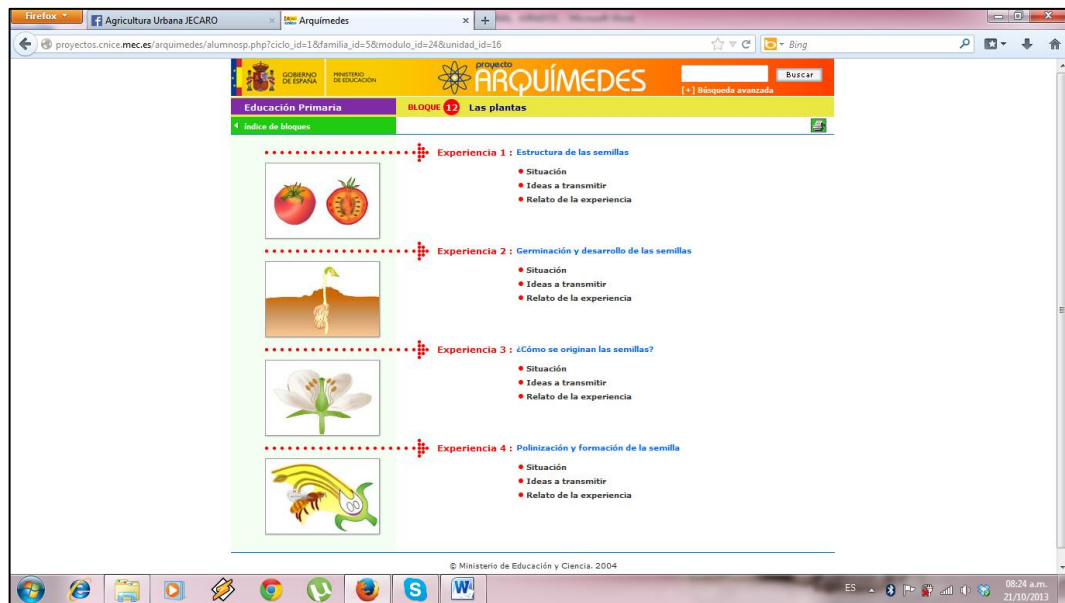 Firefox
Agricultura Urbana JECARO
Arquímedes
Microsoft Word
proyectos.cnice.mec.es/arquimedes/alumnosp.php?ciclo_id=1&familia_id=5&modulo_id=24&unidad_id=16
Bing
GOBIERNO DE ESPAÑA
MINISTERIO DE EDUCACIÓN
proyecto
ARQUÍMEDES
Buscar
[+] Búsqueda avanzada
Educación Primaria
BLOQUE 12 Las plantas
índice de bloques
Experiencia 1 : Estructura de las semillas
Situación
Ideas a transmitir
Relato de la experiencia
Experiencia 2 : Germinación y desarrollo de las semillas
Situación
Ideas a transmitir
Relato de la experiencia
Experiencia 3 : ¿Cómo se originan las semillas?
Situación
Ideas a transmitir
Relato de la experiencia
Experiencia 4 : Polinización y formación de la semilla
Situación
Ideas a transmitir
Relato de la experiencia
© Ministerio de Educación y Ciencia. 2004
ES
08:24 a.m.
21/10/2013